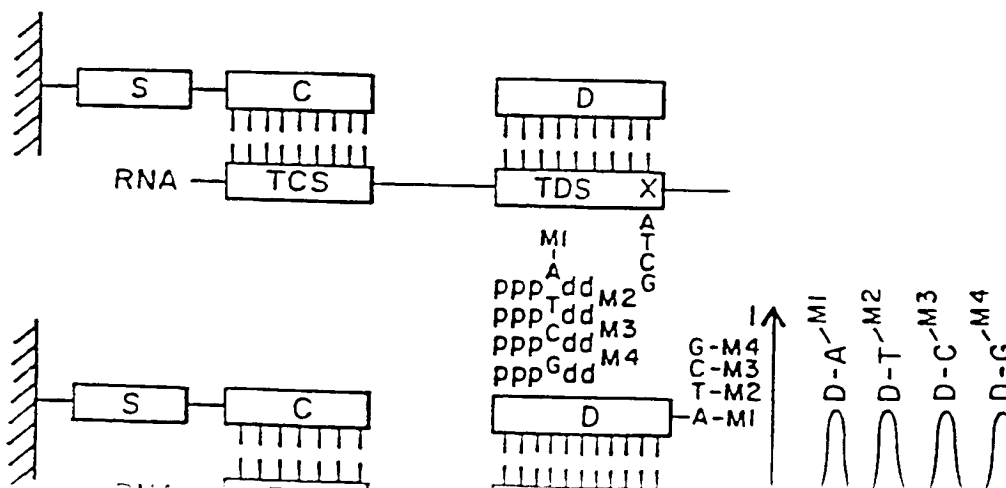 S C D
RNA TCS TDS X
A
T
C
G
M1
A
pppAdd M2
pppTdd M3
pppCdd M4
pppGdd
G-M4
C-M3
T-M2
A-M1
S C D
I
D-A-M1
D-T-M2
D-C-M3
D-G-M4